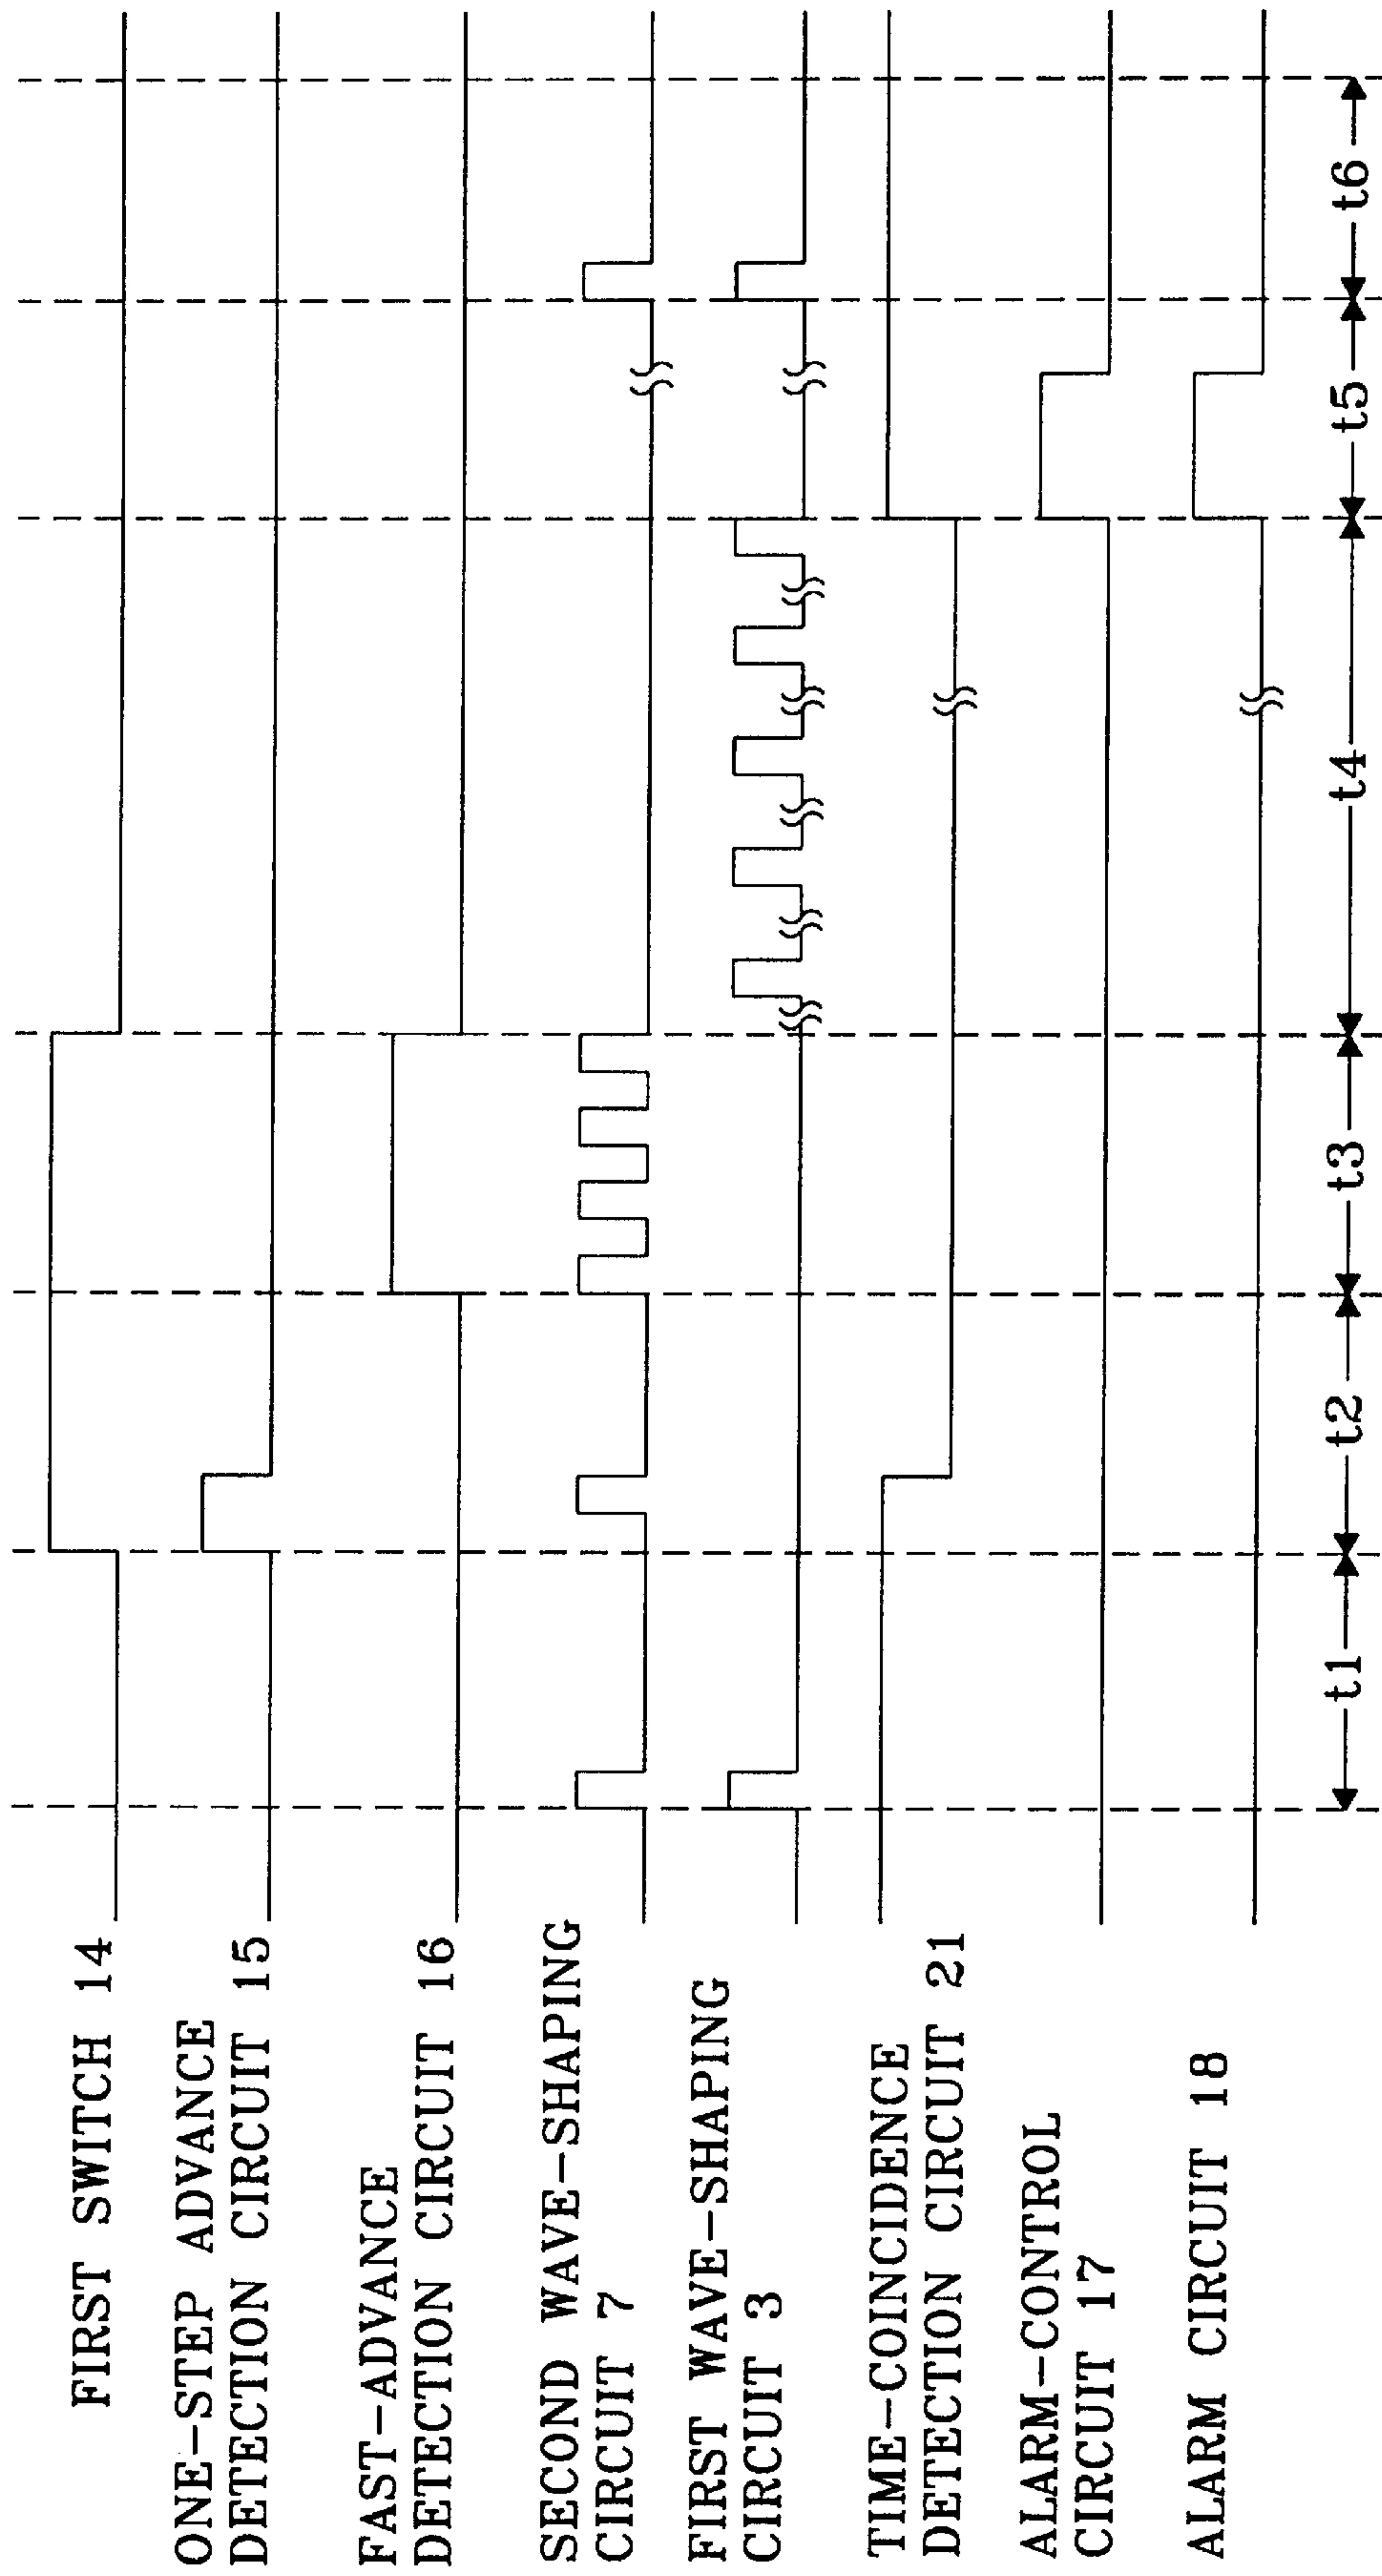 FIRST SWITCH 14
ONE-STEP ADVANCE
DETECTION CIRCUIT 15
FAST-ADVANCE
DETECTION CIRCUIT 16
SECOND WAVE-SHAPING
CIRCUIT 7
FIRST WAVE-SHAPING
CIRCUIT 3
TIME-COINCIDENCE
DETECTION CIRCUIT 21
ALARM-CONTROL
CIRCUIT 17
ALARM CIRCUIT 18
t1 t2 t3 t4 t5 t6